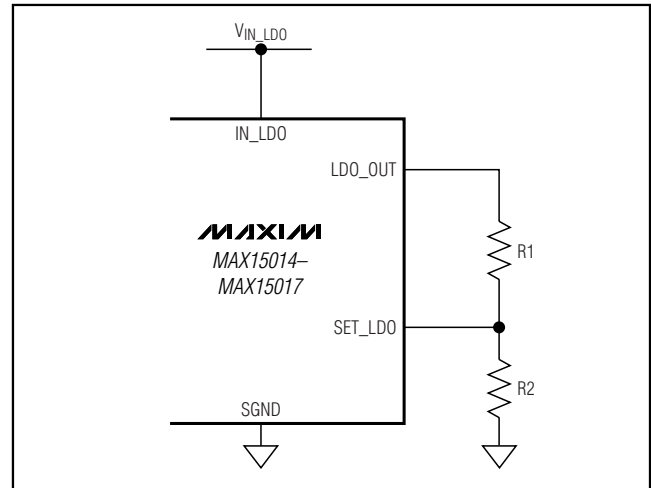 VIN_LDO
IN_LDO
LDO_OUT
MAXIM
MAX15014–
MAX15017
R1
SET_LDO
R2
SGND